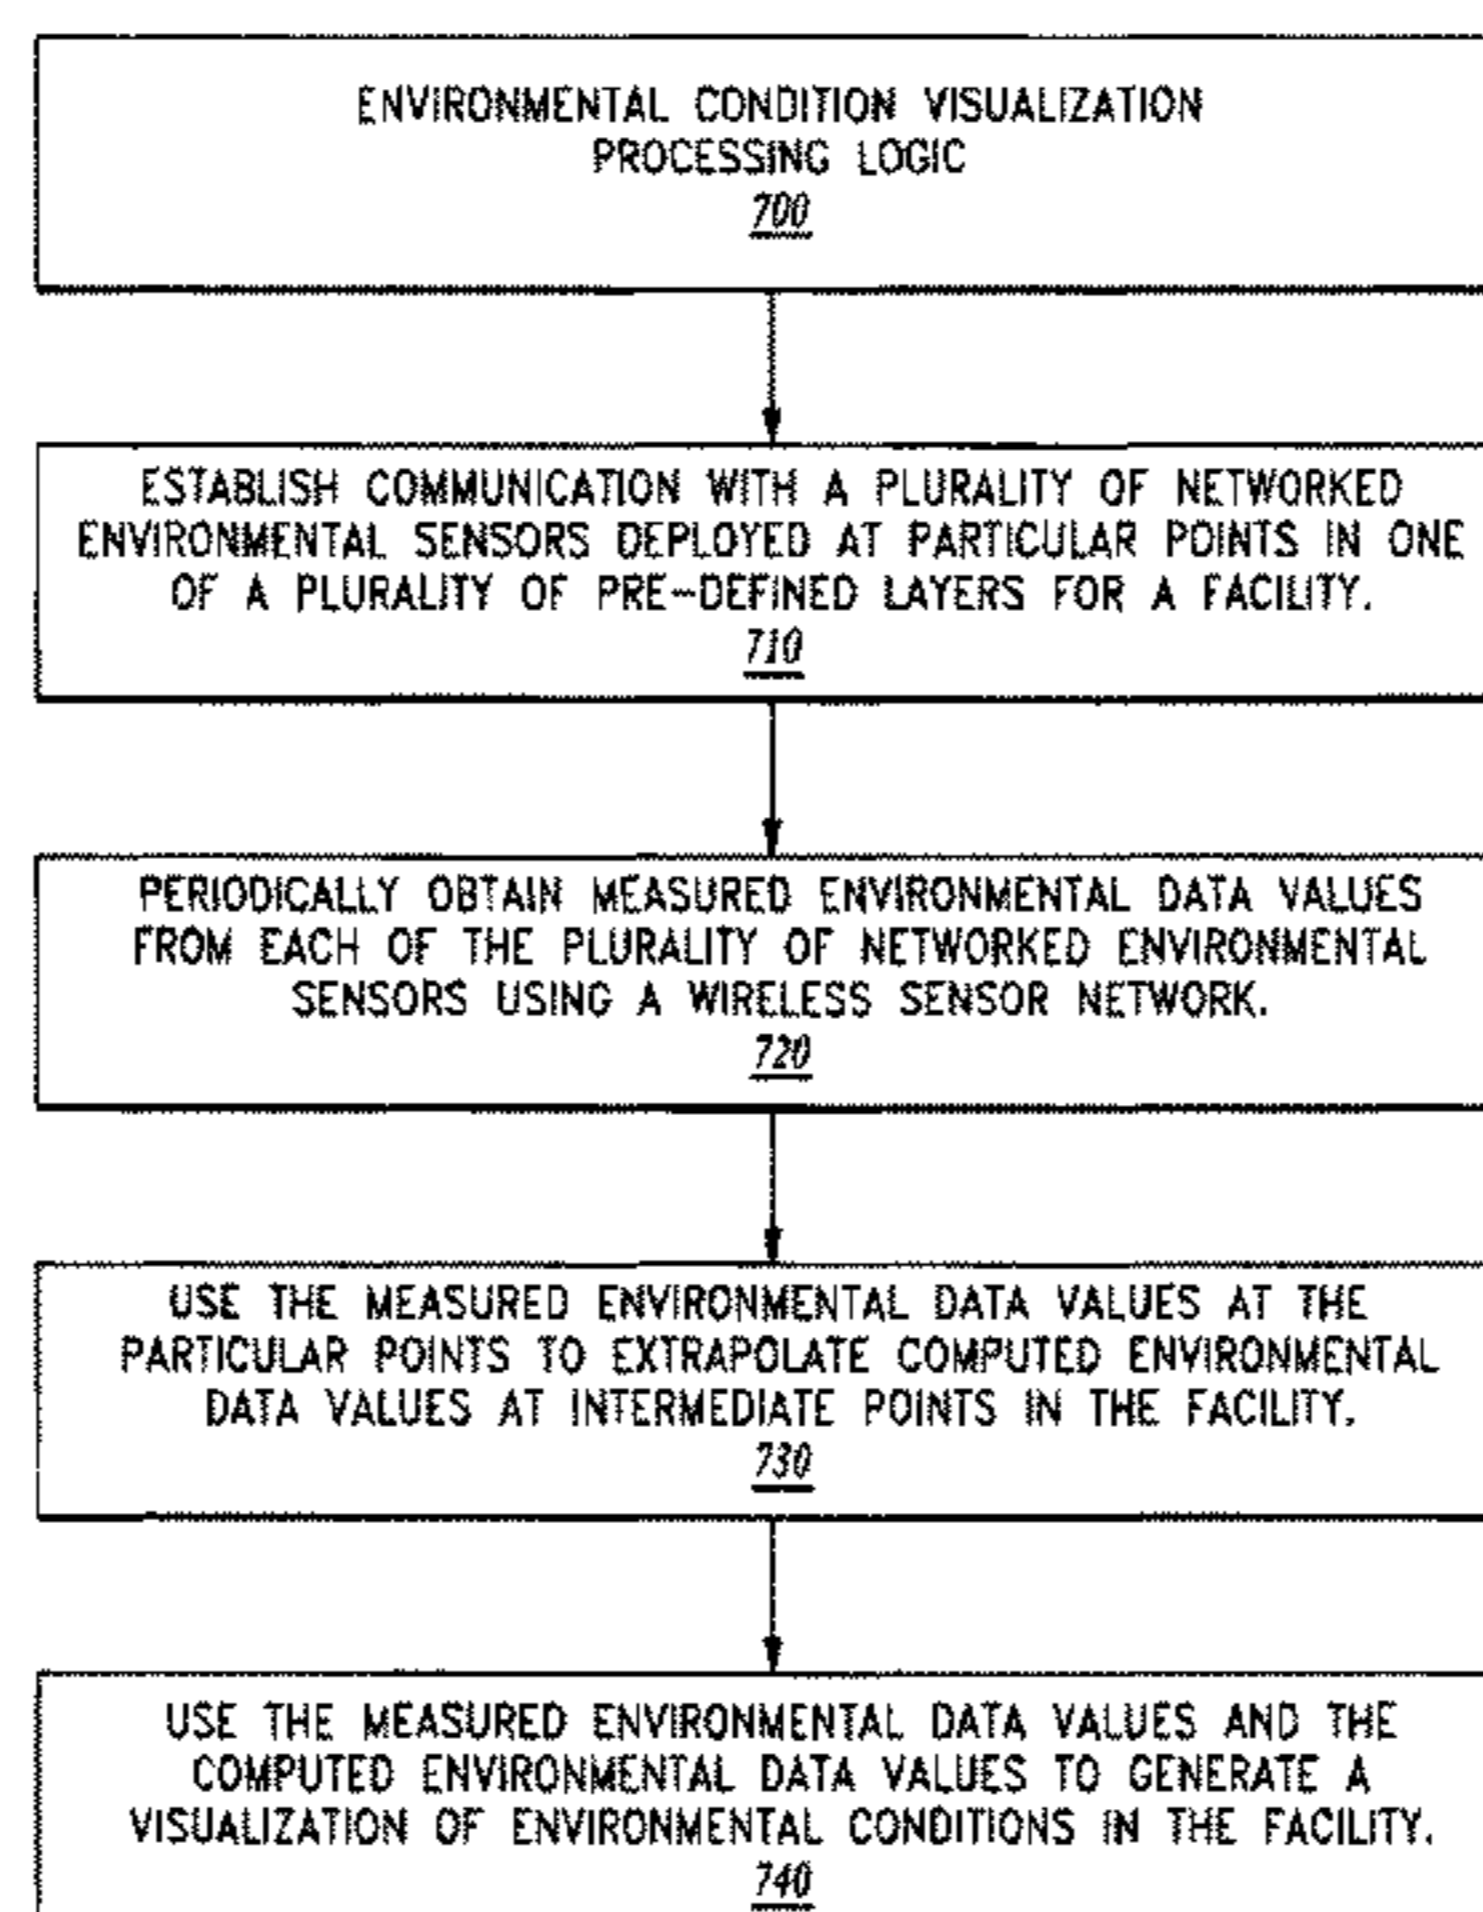 ENVIRONMENTAL CONDITION VISUALIZATION
PROCESSING LOGIC
700
ESTABLISH COMMUNICATION WITH A PLURALITY OF NETWORKED
ENVIRONMENTAL SENSORS DEPLOYED AT PARTICULAR POINTS IN ONE
OF A PLURALITY OF PRE-DEFINED LAYERS FOR A FACILITY.
710
PERIODICALLY OBTAIN MEASURED ENVIRONMENTAL DATA VALUES
FROM EACH OF THE PLURALITY OF NETWORKED ENVIRONMENTAL
SENSORS USING A WIRELESS SENSOR NETWORK.
720
USE THE MEASURED ENVIRONMENTAL DATA VALUES AT THE
PARTICULAR POINTS TO EXTRAPOLATE COMPUTED ENVIRONMENTAL
DATA VALUES AT INTERMEDIATE POINTS IN THE FACILITY.
730
USE THE MEASURED ENVIRONMENTAL DATA VALUES AND THE
COMPUTED ENVIRONMENTAL DATA VALUES TO GENERATE A
VISUALIZATION OF ENVIRONMENTAL CONDITIONS IN THE FACILITY.
740